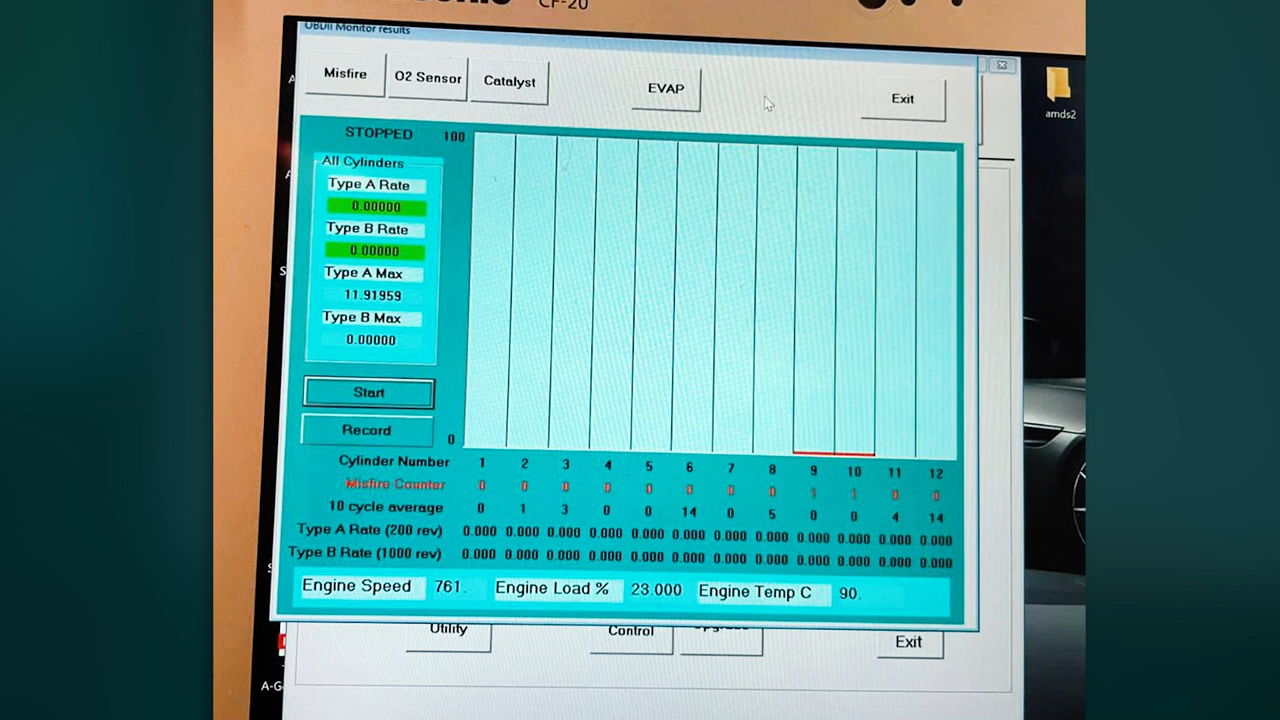 CF-20
OBDII Monitor results
Misfire
O2 Sensor
Catalyst
EVAP
Exit
amds2
STOPPED
100
All Cylinders
Type A Rate
0.00000
Type B Rate
0.00000
Type A Max
11.91959
Type B Max
0.00000
Start
Record
0
Cylinder Number 1 2 3 4 5 6 7 8 9 10 11 12
Misfire Counter 0 0 0 0 0 0 0 0 1 1 0 0
10 cycle average 0 1 3 0 0 14 0 5 0 0 4 14
Type A Rate (200 rev) 0.000 0.000 0.000 0.000 0.000 0.000 0.000 0.000 0.000 0.000 0.000 0.000
Type B Rate (1000 rev) 0.000 0.000 0.000 0.000 0.000 0.000 0.000 0.000 0.000 0.000 0.000 0.000
Engine Speed 761. Engine Load % 23.000 Engine Temp C 90.
Utility
Control
Exit